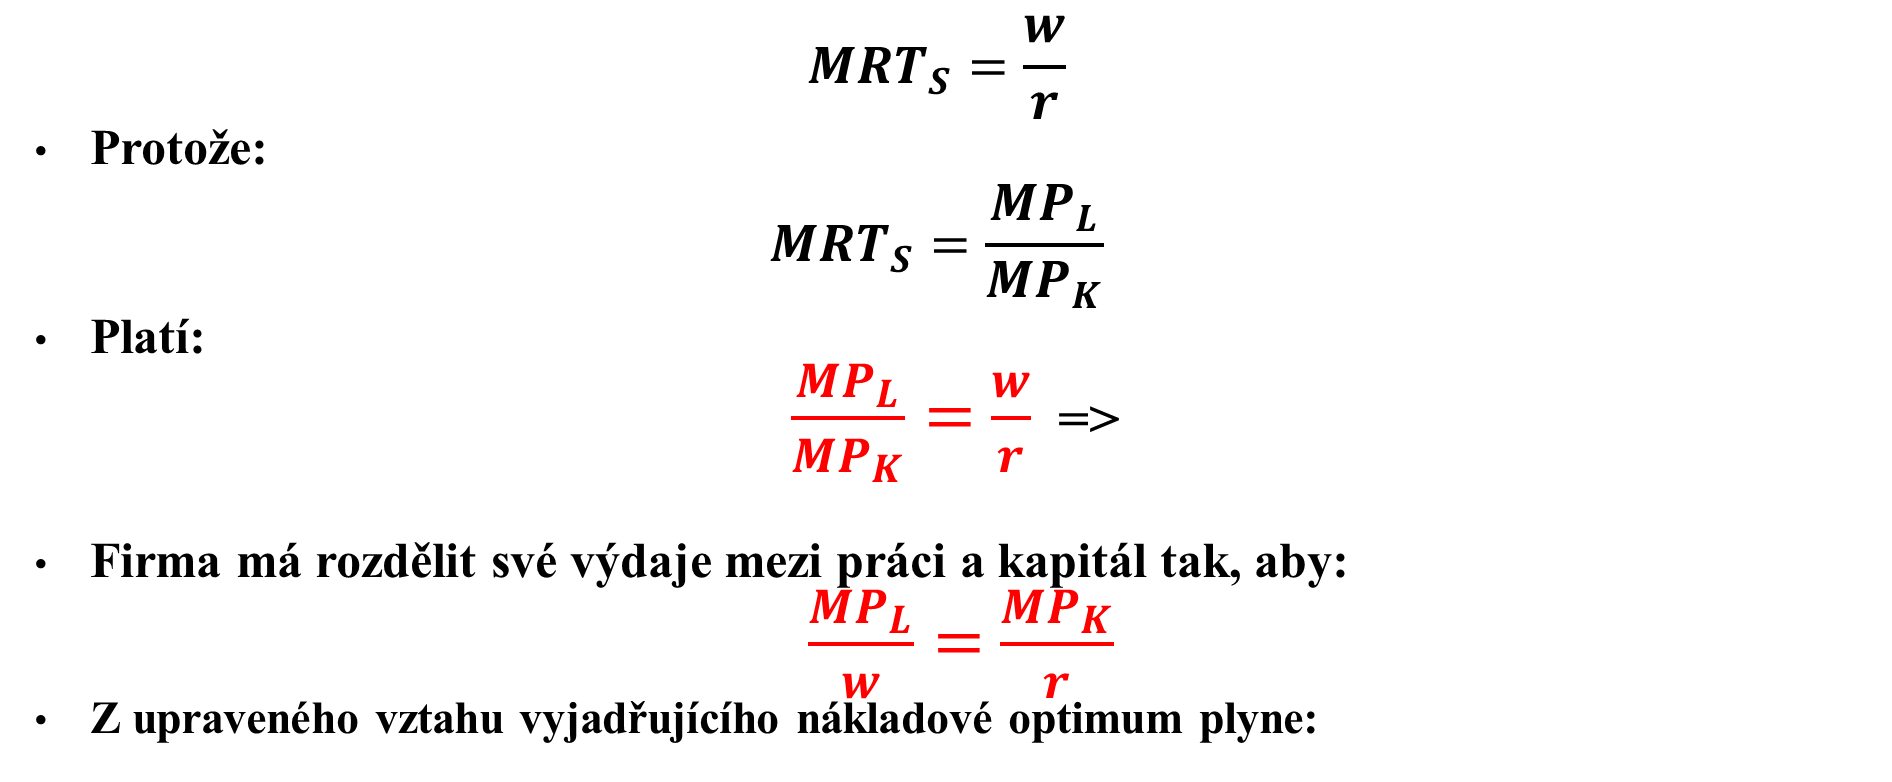 MRT_S = w/r
• Protože:
MRT_S = MP_L/MP_K
• Platí:
MP_L/MP_K = w/r =>
• Firma má rozdělit své výdaje mezi práci a kapitál tak, aby:
MP_L/w = MP_K/r
• Z upraveného vztahu vyjadřujícího nákladové optimum plyne: